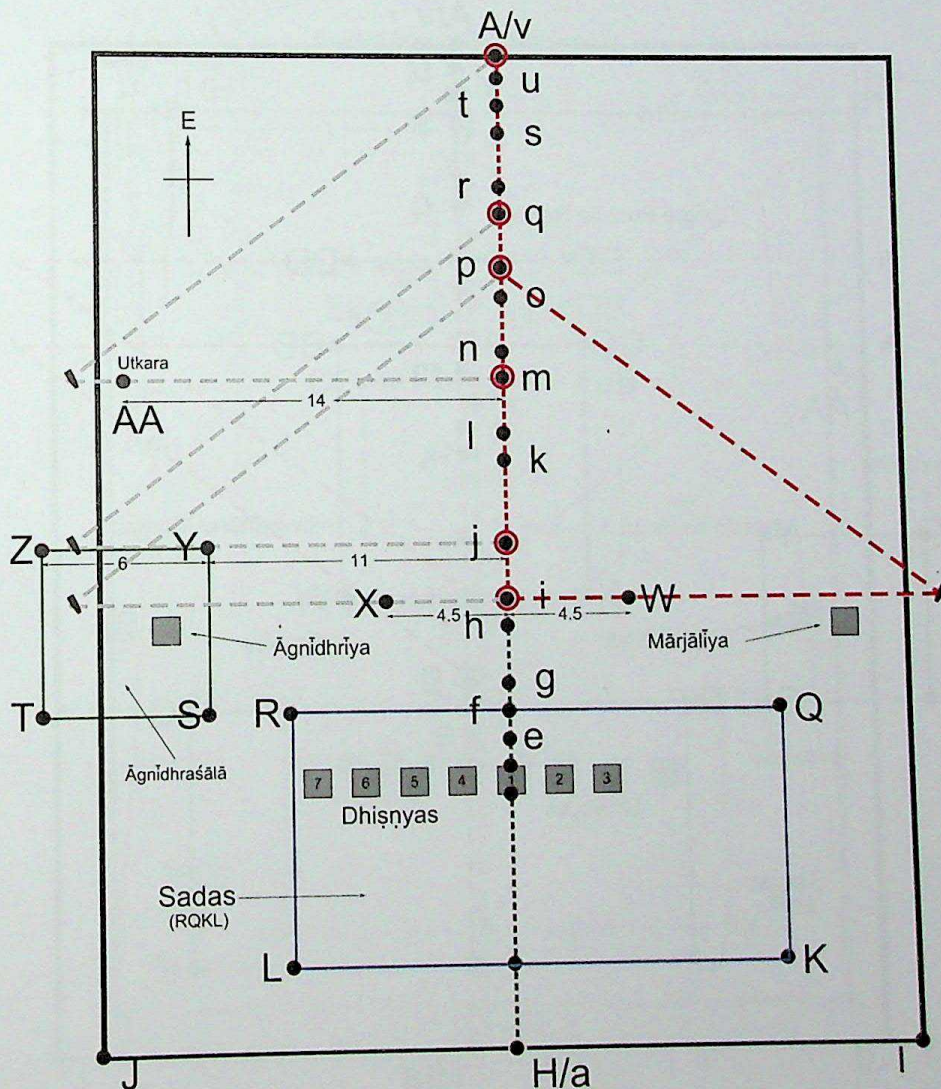 A/v
u
t
s
E
r
q
p
o
n
Utkara
m
14
AA
l
k
Z
Y
j
6
11
X
i
W
4.5
4.5
h
Āgnīdhrīya
Mārjālīya
g
T
S
R
f
Q
e
Āgnīdhraśālā
7
6
5
4
1
2
3
Dhiṣṇyas
Sadas
(RQKL)
L
K
J
H/a
I